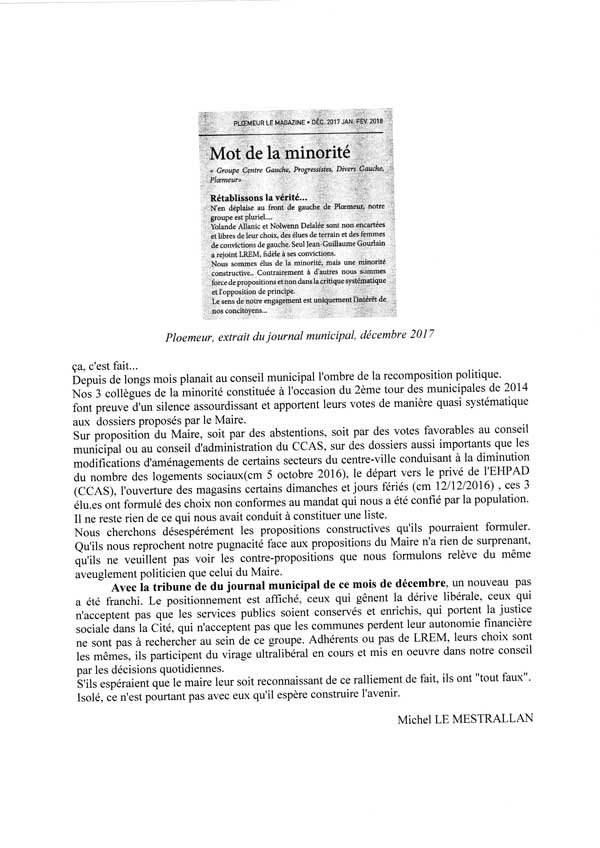 PLŒMEUR LE MAGAZINE • DÉC. 2017 JAN. FÉV. 2018
Mot de la minorité
« Groupe Centre Gauche, Progressistes, Divers Gauche,
Plœmeur»
Rétablissons la vérité...
N'en déplaise au front de gauche de Plœmeur, notre
groupe est pluriel....
Yolande Allanic et Nolwenn Delalée sont non encartées
et libres de leur choix, des élues de terrain et des femmes
de convictions de gauche. Seul Jean-Guillaume Gourlain
a rejoint LREM, fidèle à ses convictions.
Nous sommes élus de la minorité, mais une minorité
constructive.. Contrairement à d'autres nous sommes
force de propositions et non dans la critique systématique
et l'opposition de principe.
Le sens de notre engagement est uniquement l'intérêt de
nos concitoyens...
Ploemeur, extrait du journal municipal, décembre 2017
ça, c'est fait...
Depuis de longs mois planait au conseil municipal l'ombre de la recomposition politique.
Nos 3 collègues de la minorité constituée à l'occasion du 2ème tour des municipales de 2014
font preuve d'un silence assourdissant et apportent leurs votes de manière quasi systématique
aux dossiers proposés par le Maire.
Sur proposition du Maire, soit par des abstentions, soit par des votes favorables au conseil
municipal ou au conseil d'administration du CCAS, sur des dossiers aussi importants que les
modifications d'aménagements de certains secteurs du centre-ville conduisant à la diminution
du nombre des logements sociaux(cm 5 octobre 2016), le départ vers le privé de l'EHPAD
(CCAS), l'ouverture des magasins certains dimanches et jours fériés (cm 12/12/2016) , ces 3
élu.es ont formulé des choix non conformes au mandat qui nous a été confié par la population.
Il ne reste rien de ce qui nous avait conduit à constituer une liste.
Nous cherchons désespérément les propositions constructives qu'ils pourraient formuler.
Qu'ils nous reprochent notre pugnacité face aux propositions du Maire n'a rien de surprenant,
qu'ils ne veuillent pas voir les contre-propositions que nous formulons relève du même
aveuglement politicien que celui du Maire.
Avec la tribune de du journal municipal de ce mois de décembre, un nouveau pas
a été franchi. Le positionnement est affiché, ceux qui gênent la dérive libérale, ceux qui
n'acceptent pas que les services publics soient conservés et enrichis, qui portent la justice
sociale dans la Cité, qui n'acceptent pas que les communes perdent leur autonomie financière
ne sont pas à rechercher au sein de ce groupe. Adhérents ou pas de LREM, leurs choix sont
les mêmes, ils participent du virage ultralibéral en cours et mis en oeuvre dans notre conseil
par les décisions quotidiennes.
S'ils espéraient que le maire leur soit reconnaissant de ce ralliement de fait, ils ont "tout faux".
Isolé, ce n'est pourtant pas avec eux qu'il espère construire l'avenir.
Michel LE MESTRALLAN